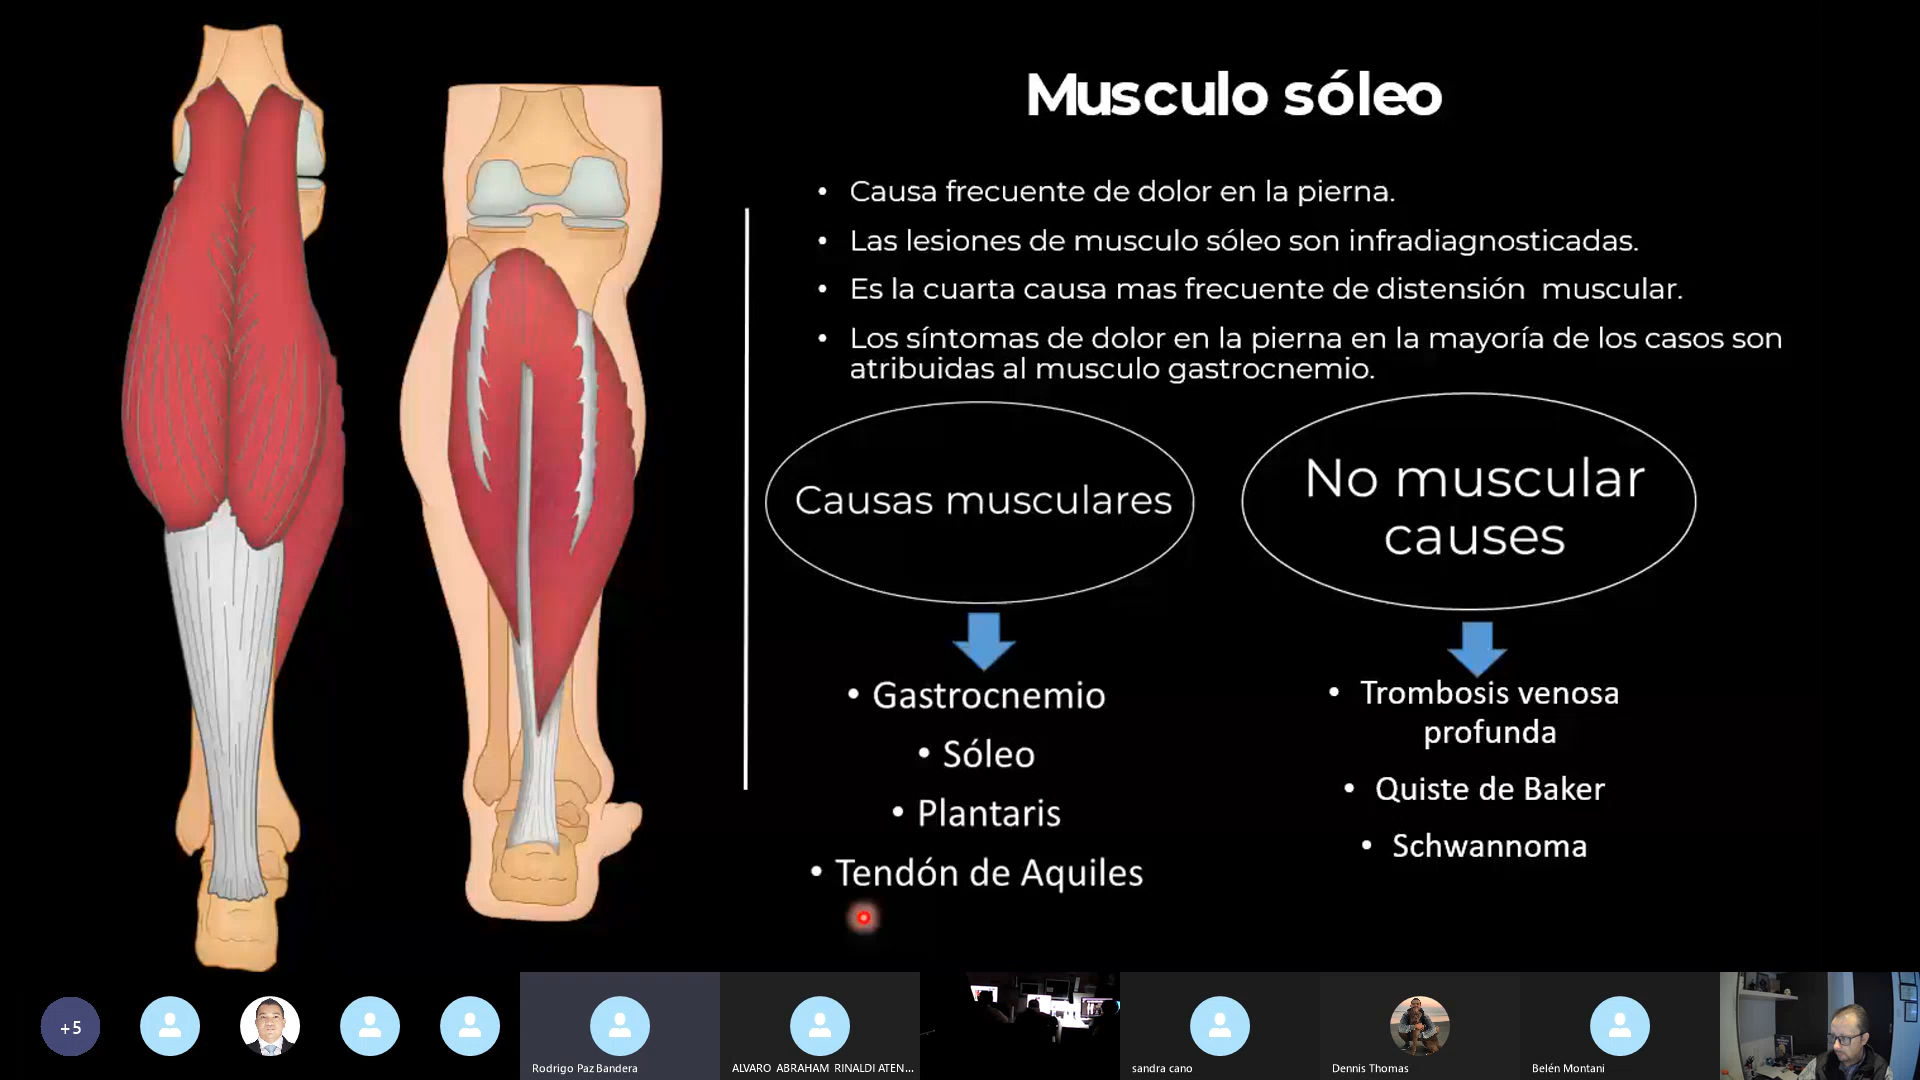 Musculo sóleo
• Causa frecuente de dolor en la pierna.
• Las lesiones de musculo sóleo son infradiagnosticadas.
• Es la cuarta causa mas frecuente de distensión muscular.
• Los síntomas de dolor en la pierna en la mayoría de los casos son
atribuidas al musculo gastrocnemio.
Causas musculares
• Gastrocnemio
• Sóleo
• Plantaris
• Tendón de Aquiles
No muscular
causes
• Trombosis venosa
profunda
• Quiste de Baker
• Schwannoma
+5
Rodrigo Paz Bandera
ALVARO ABRAHAM RINALDI ATEN...
sandra cano
Dennis Thomas
Belén Montani